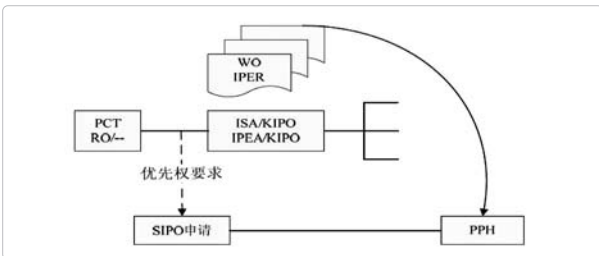 WO
IPER
PCT
RO/--
ISA/KIPO
IPEA/KIPO
优先权要求
SIPO申请
PPH